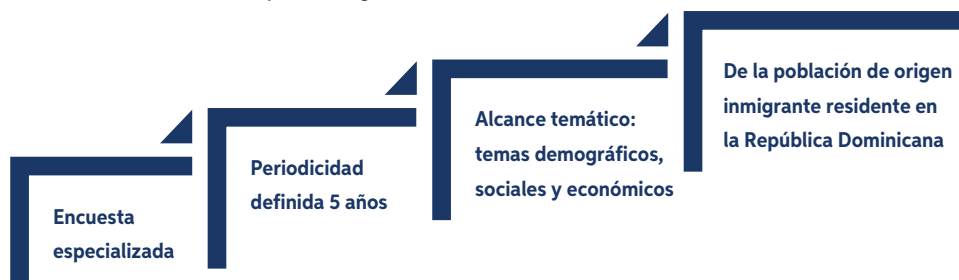 Encuesta
especializada
Periodicidad
definida 5 años
Alcance temático:
temas demográficos,
sociales y económicos
De la población de origen
inmigrante residente en
la República Dominicana